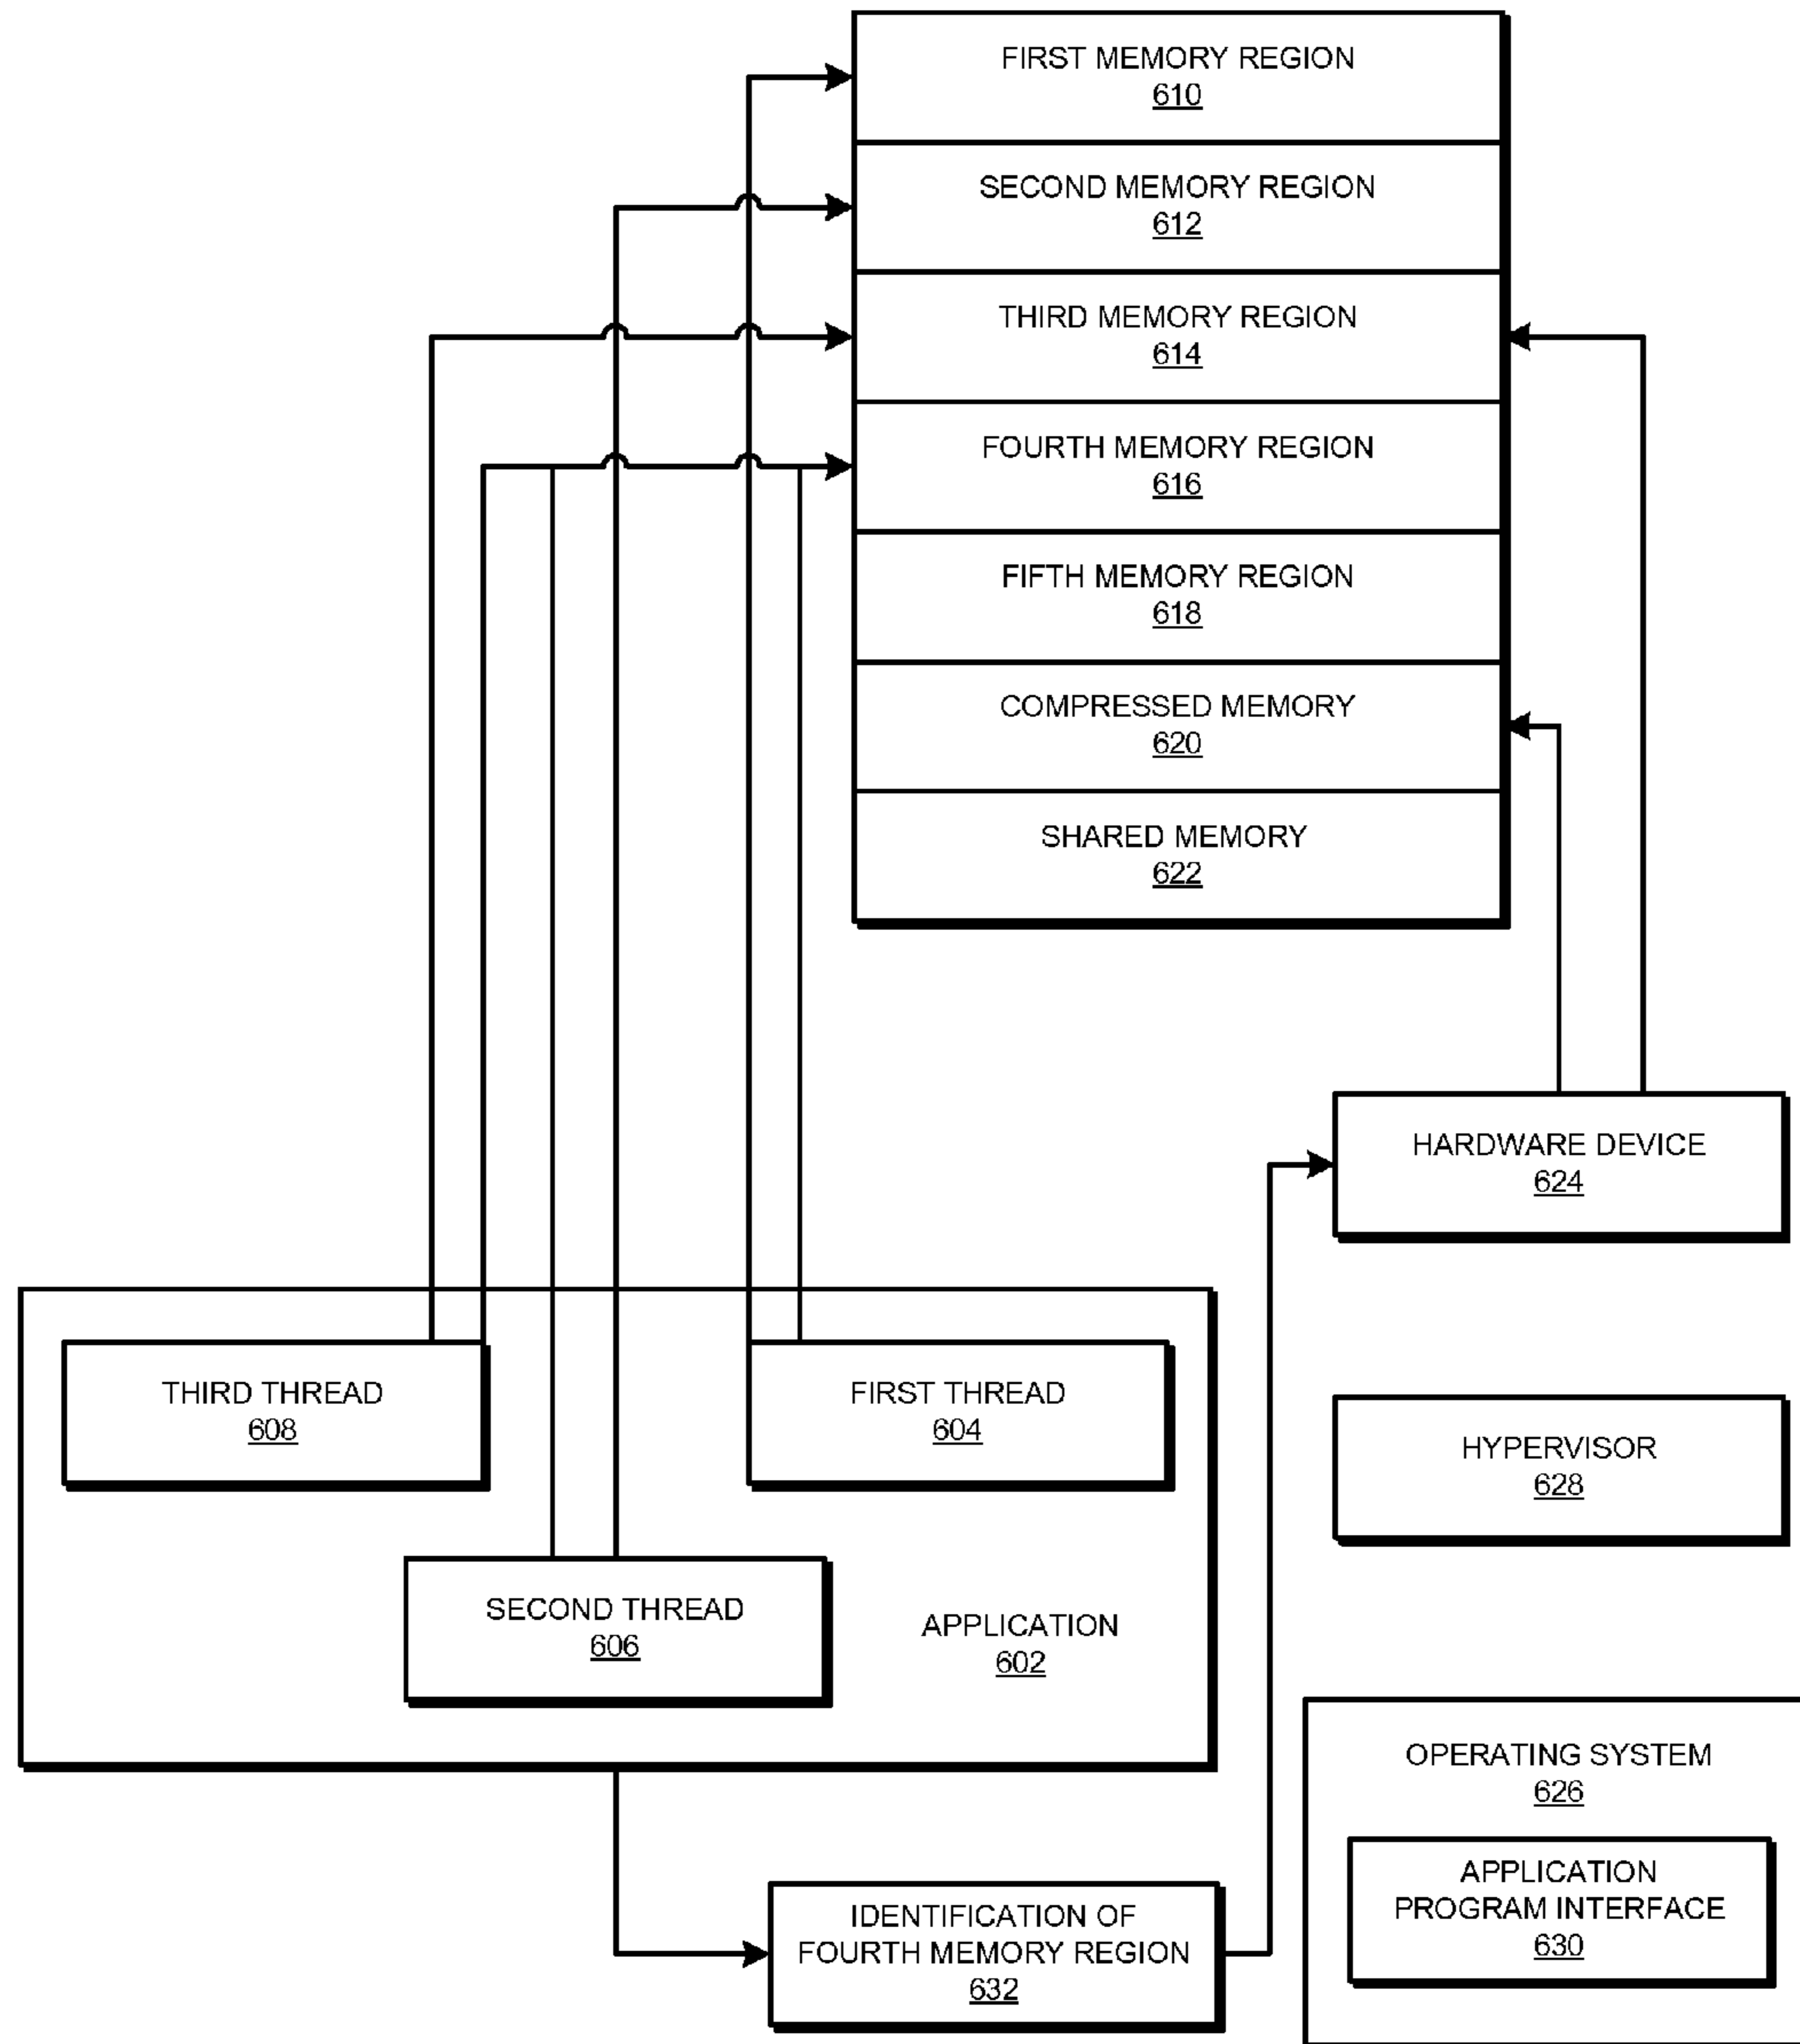 FIRST MEMORY REGION
610
SECOND MEMORY REGION
612
THIRD MEMORY REGION
614
FOURTH MEMORY REGION
616
FIFTH MEMORY REGION
618
COMPRESSED MEMORY
620
SHARED MEMORY
622
HARDWARE DEVICE
624
THIRD THREAD
608
FIRST THREAD
604
HYPERVISOR
628
SECOND THREAD
606
APPLICATION
602
OPERATING SYSTEM
626
APPLICATION
PROGRAM INTERFACE
630
IDENTIFICATION OF
FOURTH MEMORY REGION
632